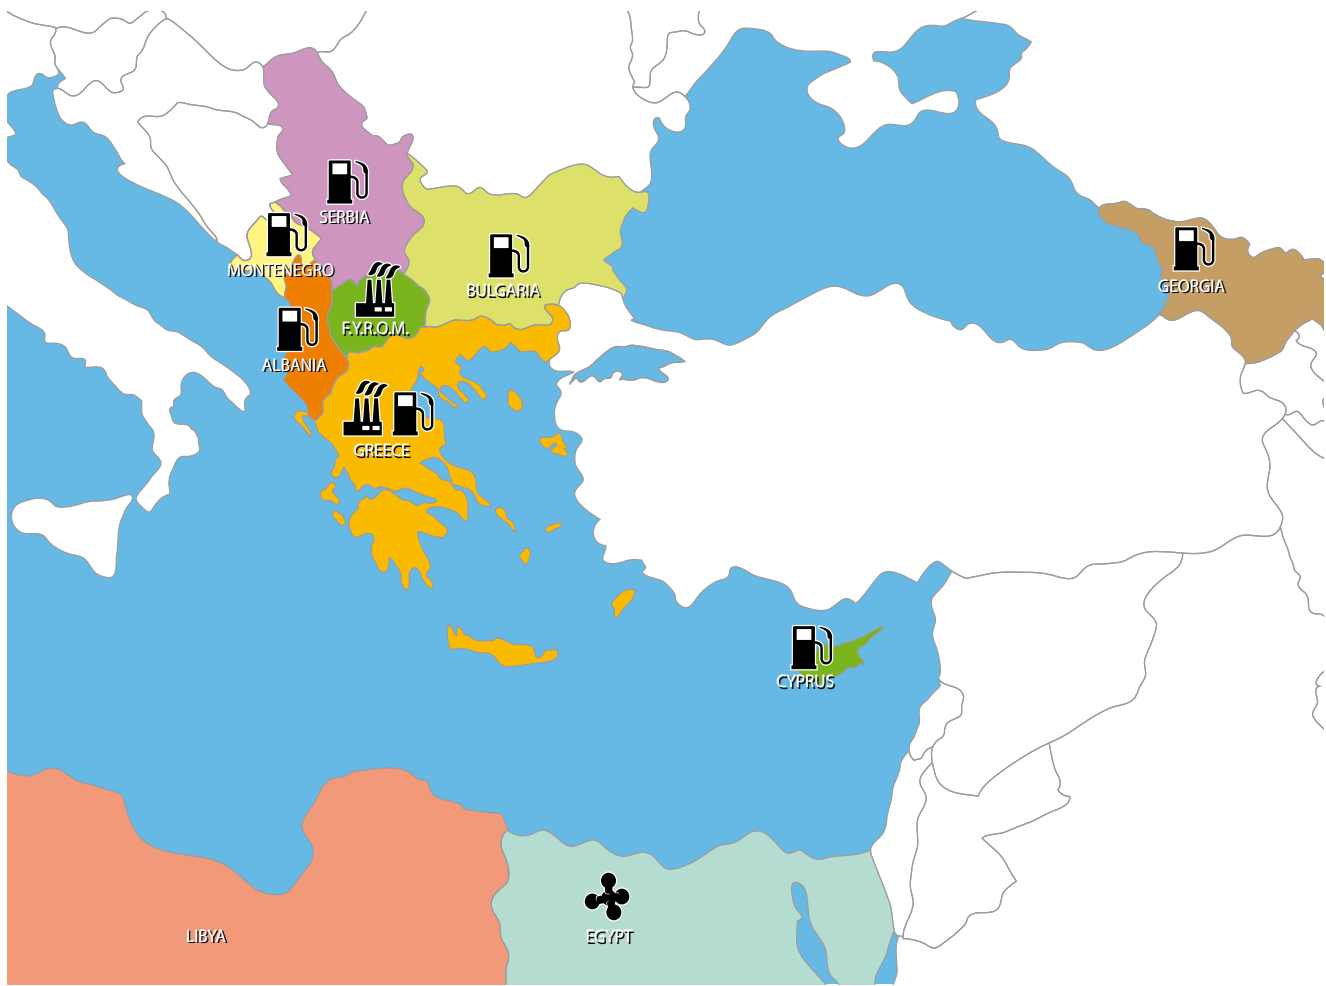 SERBIA
MONTENEGRO
BULGARIA
GEORGIA
F.Y.R.O.M.
ALBANIA
GREECE
CYPRUS
LIBYA
EGYPT